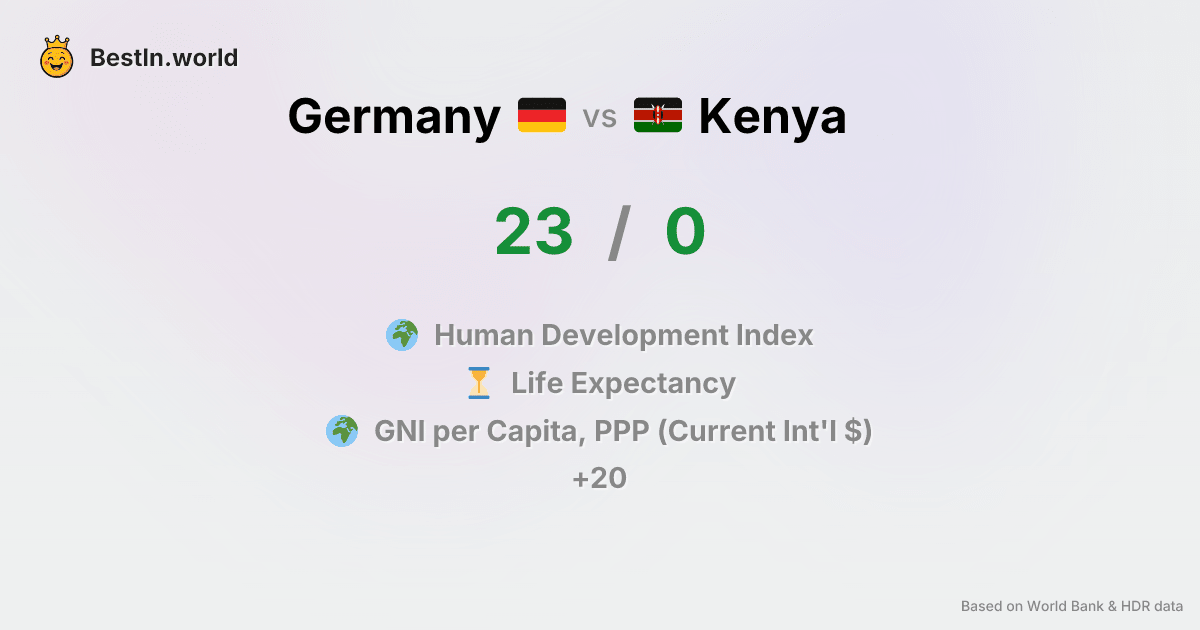 BestIn.world
Germany vs Kenya
23 / 0
Human Development Index
Life Expectancy
GNI per Capita, PPP (Current Int'l $)
+20
Based on World Bank & HDR data